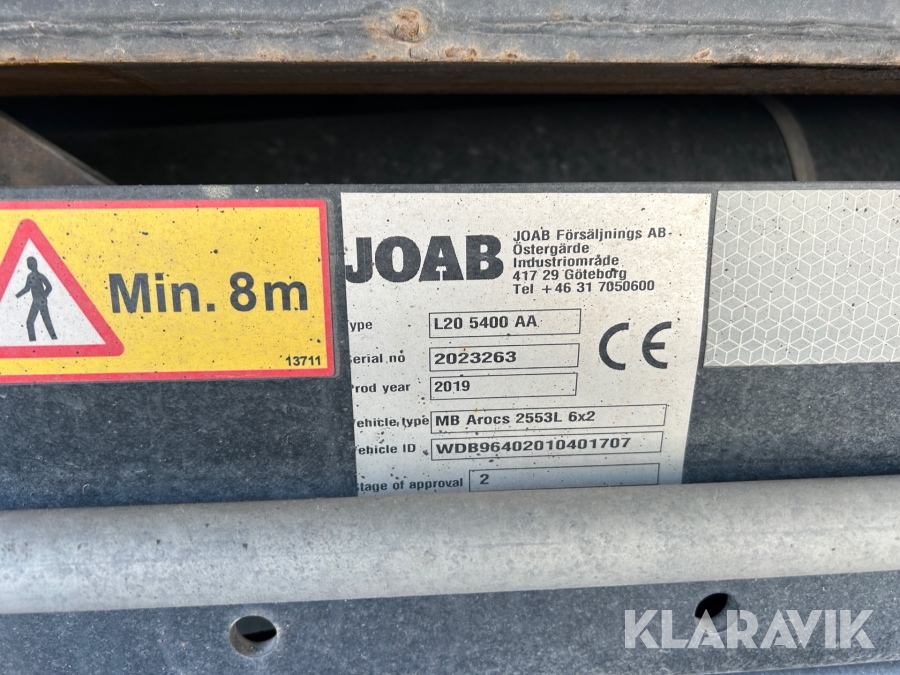 Min. 8m
13711
JOAB
JOAB Försäljnings AB
Östergärde
Industriområde
417 29 Göteborg
Tel +46 31 7050600
ype L20 5400 AA
erial no 2023263
rod year 2019
ehicle type MB Arocs 2553L 6x2
ehicle ID WDB96402010401707
tage of approval 2
CE
KLARAVIK